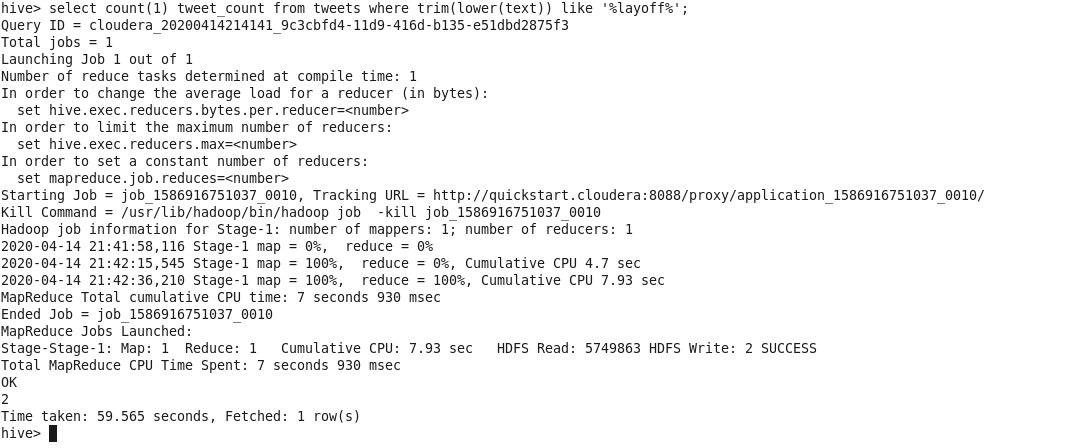 hive> select count(1) tweet_count from tweets where trim(lower(text)) like '%layoff%';
Query ID = cloudera_20200414214141_9c3cbfd4-11d9-416d-b135-e51dbd2875f3
Total jobs = 1
Launching Job 1 out of 1
Number of reduce tasks determined at compile time: 1
In order to change the average load for a reducer (in bytes):
  set hive.exec.reducers.bytes.per.reducer=<number>
In order to limit the maximum number of reducers:
  set hive.exec.reducers.max=<number>
In order to set a constant number of reducers:
  set mapreduce.job.reduces=<number>
Starting Job = job_1586916751037_0010, Tracking URL = http://quickstart.cloudera:8088/proxy/application_1586916751037_0010/
Kill Command = /usr/lib/hadoop/bin/hadoop job  -kill job_1586916751037_0010
Hadoop job information for Stage-1: number of mappers: 1; number of reducers: 1
2020-04-14 21:41:58,116 Stage-1 map = 0%,  reduce = 0%
2020-04-14 21:42:15,545 Stage-1 map = 100%,  reduce = 0%, Cumulative CPU 4.7 sec
2020-04-14 21:42:36,210 Stage-1 map = 100%,  reduce = 100%, Cumulative CPU 7.93 sec
MapReduce Total cumulative CPU time: 7 seconds 930 msec
Ended Job = job_1586916751037_0010
MapReduce Jobs Launched:
Stage-Stage-1: Map: 1  Reduce: 1   Cumulative CPU: 7.93 sec   HDFS Read: 5749863 HDFS Write: 2 SUCCESS
Total MapReduce CPU Time Spent: 7 seconds 930 msec
OK
2
Time taken: 59.565 seconds, Fetched: 1 row(s)
hive>